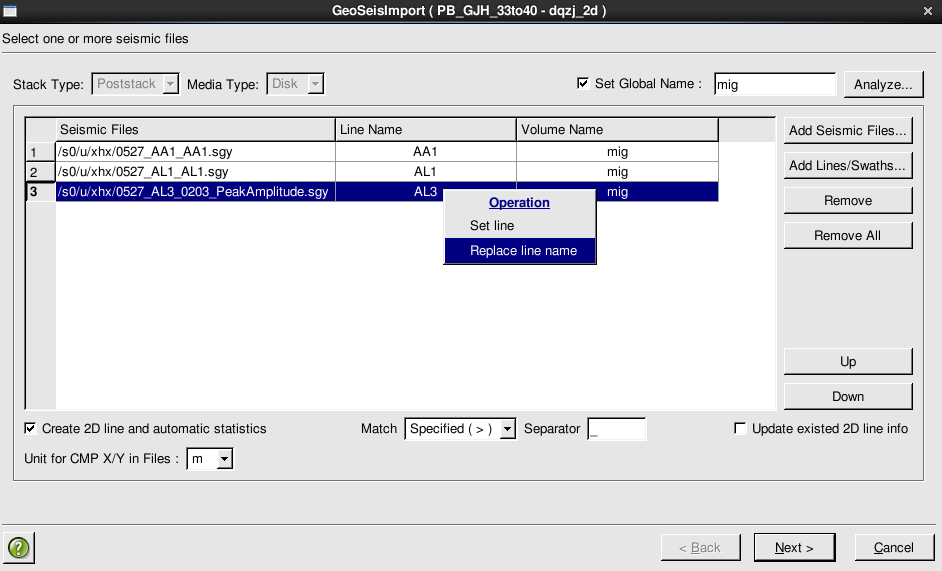 GeoSeisImport ( PB_GJH_33to40 - dqzj_2d )
Select one or more seismic files
Stack Type: Poststack Media Type: Disk Set Global Name : mig Analyze...
Seismic Files Line Name Volume Name
1 /s0/u/xhx/0527_AA1_AA1.sgy AA1 mig
2 /s0/u/xhx/0527_AL1_AL1.sgy AL1 mig
3 /s0/u/xhx/0527_AL3_0203_PeakAmplitude.sgy AL3 mig
Operation
Set line
Replace line name
Add Seismic Files...
Add Lines/Swaths...
Remove
Remove All
Up
Down
Create 2D line and automatic statistics Match Specified ( > ) Separator _ Update existed 2D line info
Unit for CMP X/Y in Files : m
? < Back Next > Cancel